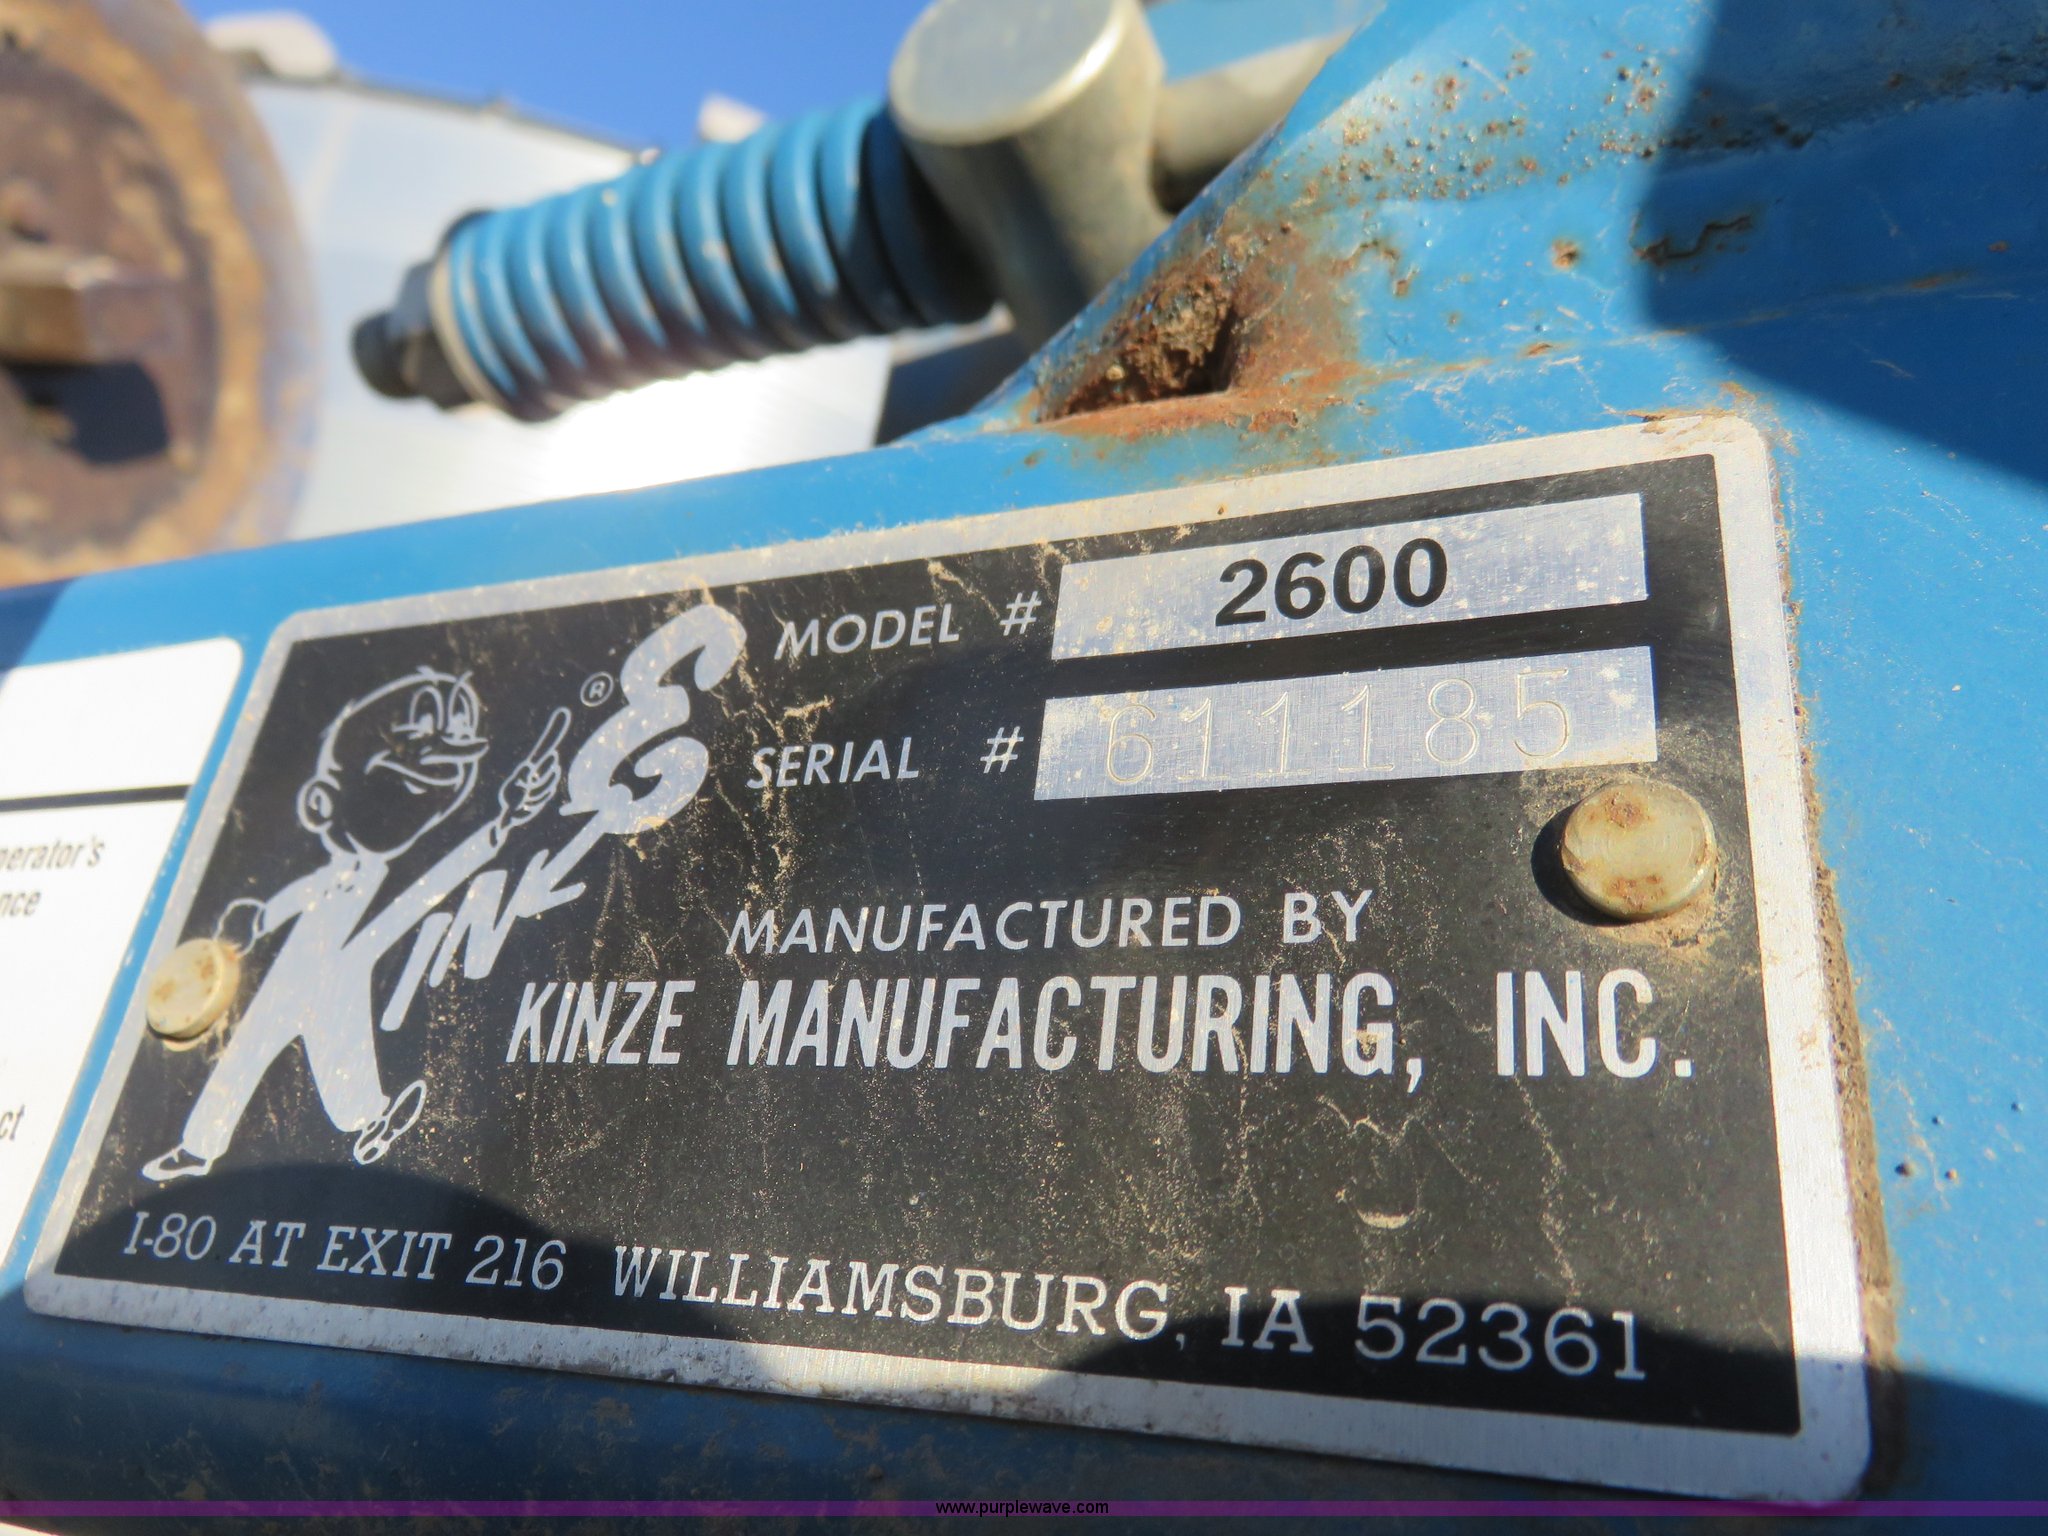 MODEL # 2600
SERIAL # 611185
KINZE ®
MANUFACTURED BY
KINZE MANUFACTURING, INC.
I-80 AT EXIT 216 WILLIAMSBURG, IA 52361
www.purplewave.com